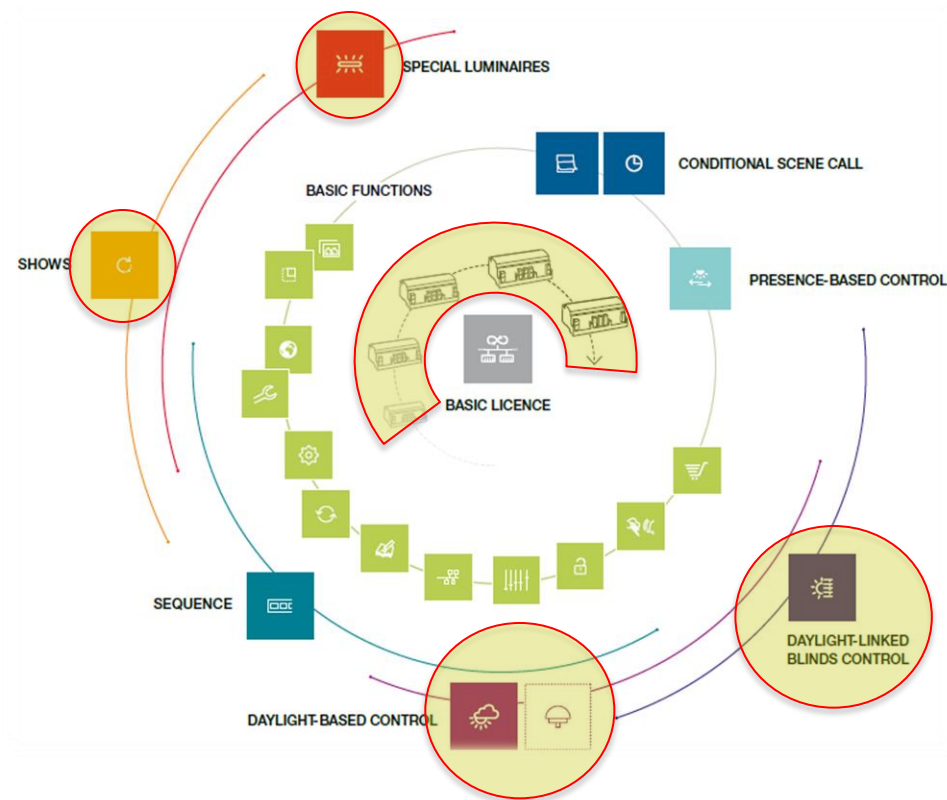 SPECIAL LUMINAIRES
CONDITIONAL SCENE CALL
BASIC FUNCTIONS
SHOWS
PRESENCE-BASED CONTROL
BASIC LICENCE
SEQUENCE
DAYLIGHT-LINKED
BLINDS CONTROL
DAYLIGHT-BASED CONTROL